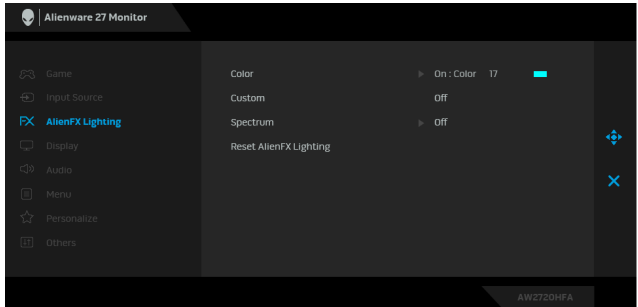 Alienware 27 Monitor
Game
Input Source
FX AlienFX Lighting
Display
Audio
Menu
Personalize
Others
Color On : Color 17
Custom Off
Spectrum Off
Reset AlienFX Lighting
AW2720HFA